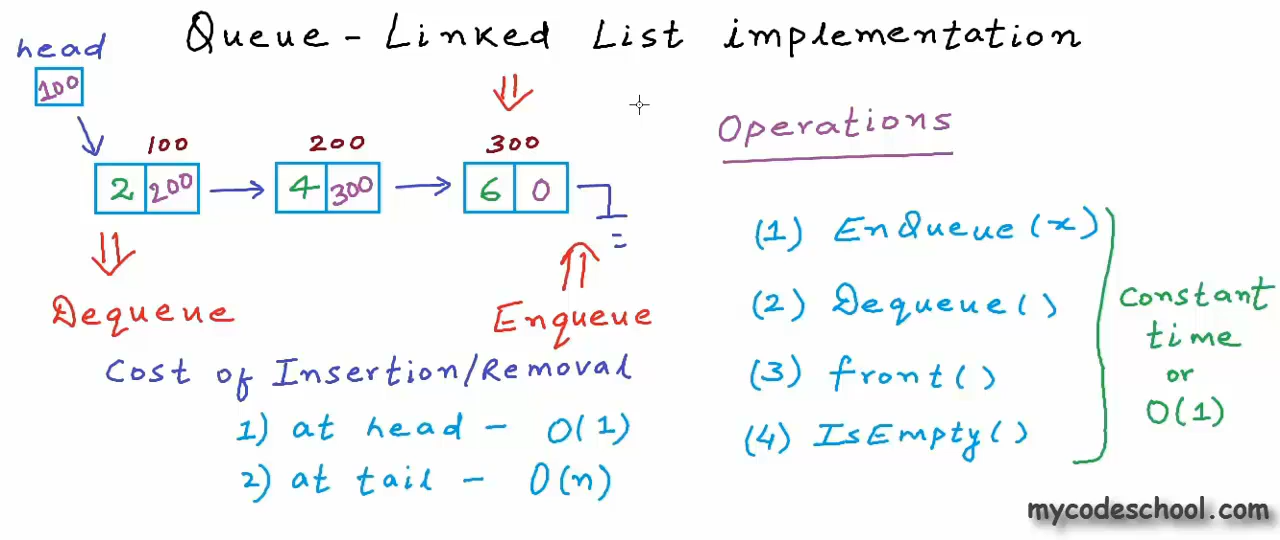 Queue - Linked List implementation
head
100
100 200 300
2 200 4 300 6 0
Dequeue
Enqueue
Cost of Insertion/Removal
1) at head - O(1)
2) at tail - O(n)
Operations
(1) EnQueue(x)
(2) Dequeue()
(3) front()
(4) IsEmpty()
constant
time
or
O(1)
mycodeschool.com